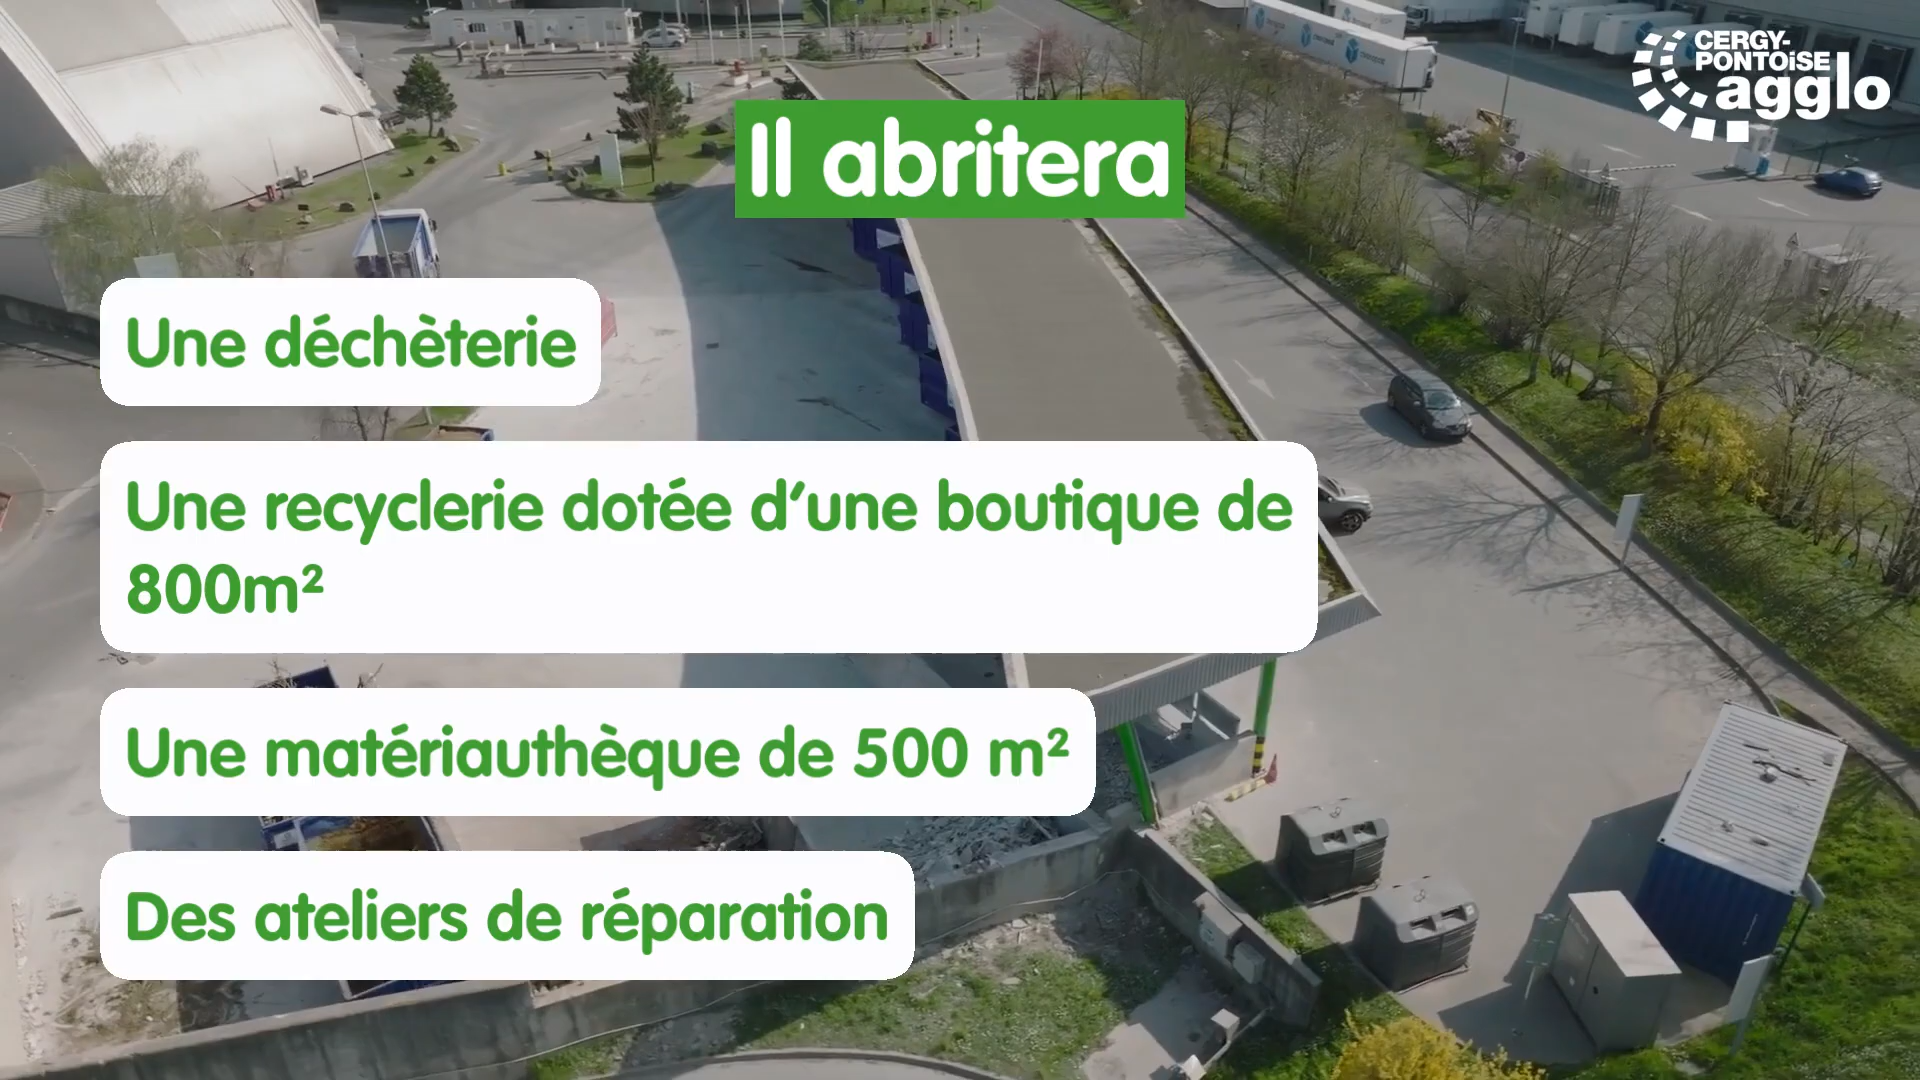 CERGY-
PONTOiSE
agglo
Il abritera
Une déchèterie
Une recyclerie dotée d’une boutique de
800m²
Une matériauthèque de 500 m²
Des ateliers de réparation